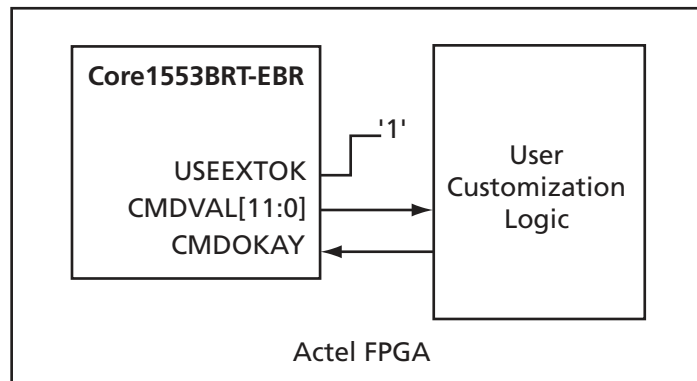 Core1553BRT-EBR
'1'
USEEXTOK
CMDVAL[11:0]
CMDOKAY
User
Customization
Logic
Actel FPGA